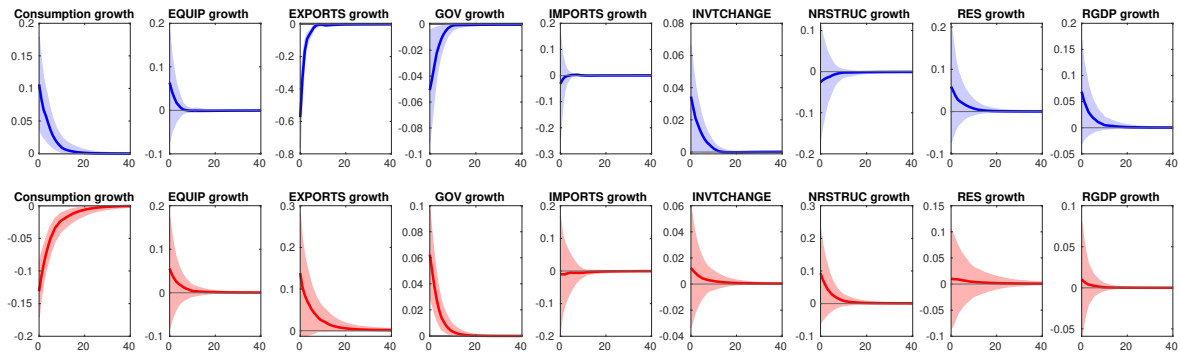 Consumption growth
0.2
0.15
0.1
0.05
0
0 20 40
EQUIP growth
0.2
0.1
0
-0.1
0 20 40
EXPORTS growth
0
-0.2
-0.4
-0.6
-0.8
0 20 40
GOV growth
0
-0.02
-0.04
-0.06
-0.08
-0.1
0 20 40
IMPORTS growth
0.2
0.1
0
-0.1
-0.2
-0.3
0 20 40
INVTCHANGE
0.08
0.06
0.04
0.02
0
0 20 40
NRSTRUC growth
0.1
0
-0.1
-0.2
0 20 40
RES growth
0.2
0.1
0
-0.1
0 20 40
RGDP growth
0.2
0.15
0.1
0.05
0
-0.05
0 20 40
Consumption growth
0
-0.05
-0.1
-0.15
-0.2
0 20 40
EQUIP growth
0.2
0.1
0
-0.1
0 20 40
EXPORTS growth
0.3
0.2
0.1
0
0 20 40
GOV growth
0.1
0.08
0.06
0.04
0.02
0
0 20 40
IMPORTS growth
0.2
0.1
0
-0.1
-0.2
0 20 40
INVTCHANGE
0.06
0.04
0.02
0
-0.02
-0.04
0 20 40
NRSTRUC growth
0.3
0.2
0.1
0
-0.1
0 20 40
RES growth
0.15
0.1
0.05
0
-0.05
-0.1
0 20 40
RGDP growth
0.1
0.05
0
-0.05
0 20 40